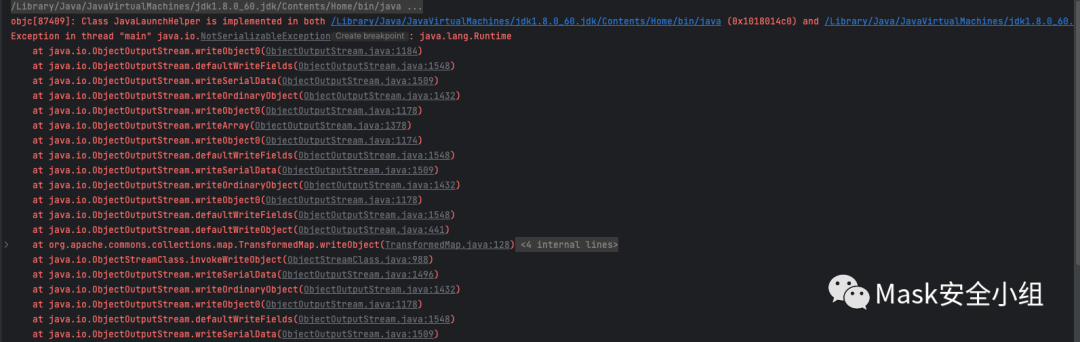 /Library/Java/JavaVirtualMachines/jdk1.8.0_60.jdk/Contents/Home/bin/java ...
objc[87409]: Class JavaLaunchHelper is implemented in both /Library/Java/JavaVirtualMachines/jdk1.8.0_60.jdk/Contents/Home/bin/java (0x1018014c0) and /Library/Java/JavaVirtualMachines/jdk1.8.0_60.
Exception in thread "main" java.io.NotSerializableException Create breakpoint : java.lang.Runtime
at java.io.ObjectOutputStream.writeObject0(ObjectOutputStream.java:1184)
at java.io.ObjectOutputStream.defaultWriteFields(ObjectOutputStream.java:1548)
at java.io.ObjectOutputStream.writeSerialData(ObjectOutputStream.java:1509)
at java.io.ObjectOutputStream.writeOrdinaryObject(ObjectOutputStream.java:1432)
at java.io.ObjectOutputStream.writeObject0(ObjectOutputStream.java:1178)
at java.io.ObjectOutputStream.writeArray(ObjectOutputStream.java:1378)
at java.io.ObjectOutputStream.writeObject0(ObjectOutputStream.java:1174)
at java.io.ObjectOutputStream.defaultWriteFields(ObjectOutputStream.java:1548)
at java.io.ObjectOutputStream.writeSerialData(ObjectOutputStream.java:1509)
at java.io.ObjectOutputStream.writeOrdinaryObject(ObjectOutputStream.java:1432)
at java.io.ObjectOutputStream.writeObject0(ObjectOutputStream.java:1178)
at java.io.ObjectOutputStream.defaultWriteFields(ObjectOutputStream.java:1548)
at java.io.ObjectOutputStream.defaultWriteObject(ObjectOutputStream.java:441)
at org.apache.commons.collections.map.TransformedMap.writeObject(TransformedMap.java:128) <4 internal lines>
at java.io.ObjectStreamClass.invokeWriteObject(ObjectStreamClass.java:988)
at java.io.ObjectOutputStream.writeSerialData(ObjectOutputStream.java:1496)
at java.io.ObjectOutputStream.writeOrdinaryObject(ObjectOutputStream.java:1432)
at java.io.ObjectOutputStream.writeObject0(ObjectOutputStream.java:1178)
at java.io.ObjectOutputStream.defaultWriteFields(ObjectOutputStream.java:1548)
at java.io.ObjectOutputStream.writeSerialData(ObjectOutputStream.java:1509)
Mask安全小组